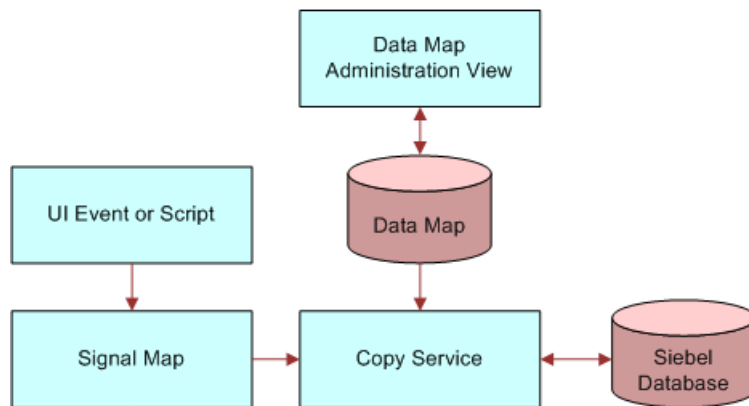 Data Map
Administration View
UI Event or Script
Data Map
Signal Map
Copy Service
Siebel
Database